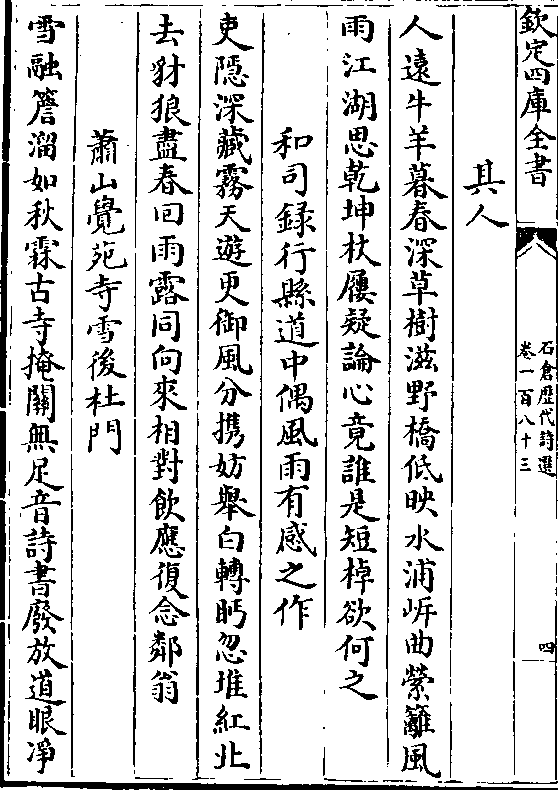 欽定四庫全書
石倉歷代詩選
卷一百八十三
四
其人
人遠牛羊暮春深草樹滋野橋低映水浦㟁曲縈籬風
雨江湖思乾坤杖屨疑論心竟誰是短棹欲何之
和司錄行縣道中偶風雨有感之作
吏隱深藏霧天遊更御風分攜妨舉白轉眄忽堆紅北
去豺狼盡春回雨露同向來相對飲應復念鄰翁
蕭山覺苑寺雪後杜門
雪融簷溜如秋霖古寺掩關無足音詩書廢放道眼凈